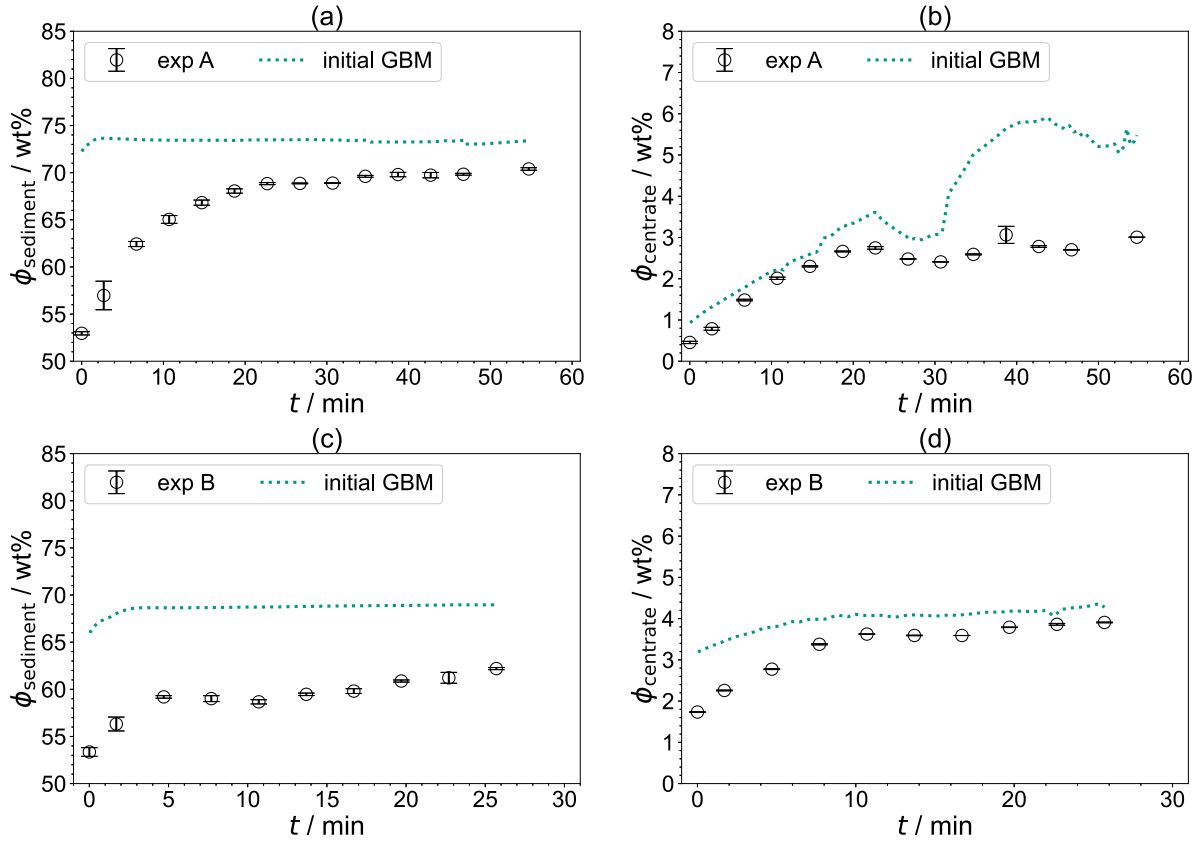 (a)
exp A initial GBM
ϕsediment / wt%
85
80
75
70
65
60
55
50
0 10 20 30 40 50 60
t / min
(b)
exp A initial GBM
ϕcentrate / wt%
8
7
6
5
4
3
2
1
0
0 10 20 30 40 50 60
t / min
(c)
exp B initial GBM
ϕsediment / wt%
85
80
75
70
65
60
55
50
0 5 10 15 20 25 30
t / min
(d)
exp B initial GBM
ϕcentrate / wt%
8
7
6
5
4
3
2
1
0
0 10 20 30
t / min